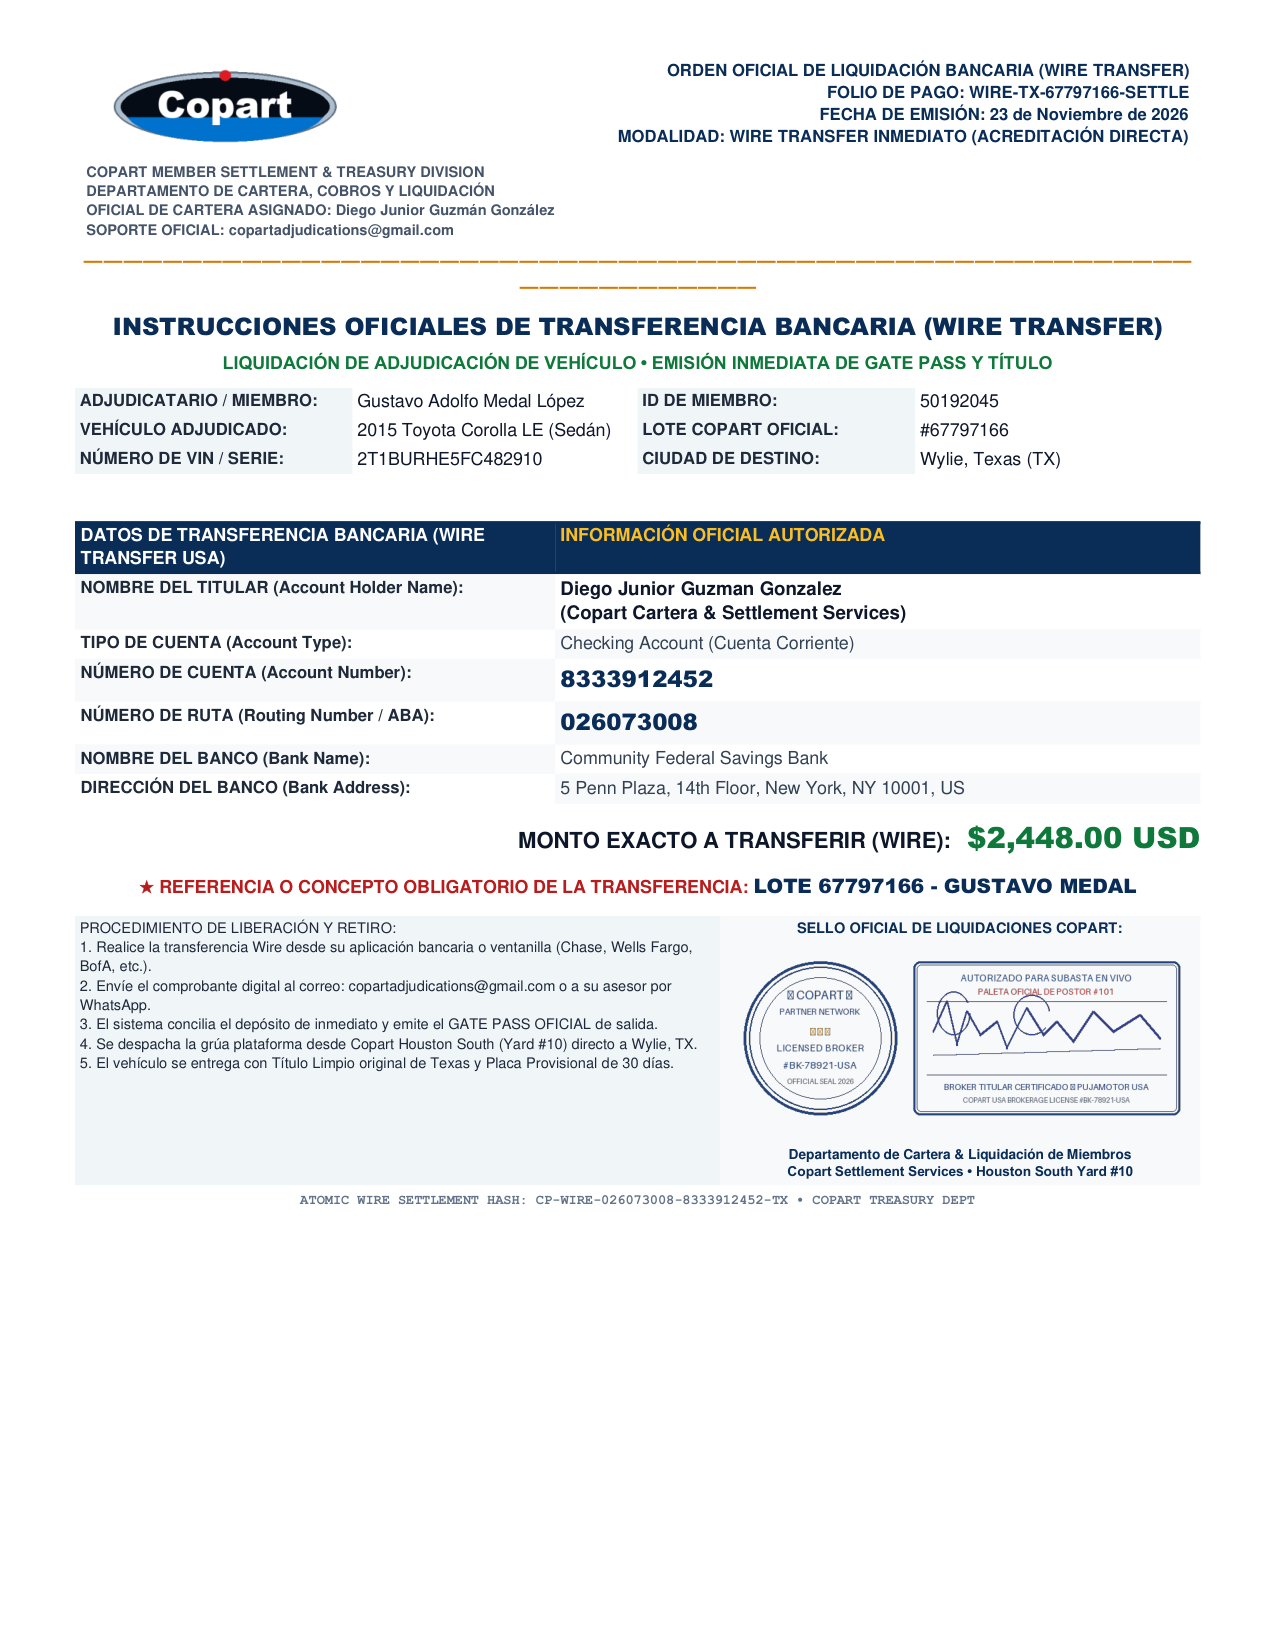 Copart
ORDEN OFICIAL DE LIQUIDACIÓN BANCARIA (WIRE TRANSFER)
FOLIO DE PAGO: WIRE-TX-67797166-SETTLE
FECHA DE EMISIÓN: 23 de Noviembre de 2026
MODALIDAD: WIRE TRANSFER INMEDIATO (ACREDITACIÓN DIRECTA)
COPART MEMBER SETTLEMENT & TREASURY DIVISION
DEPARTAMENTO DE CARTERA, COBROS Y LIQUIDACIÓN
OFICIAL DE CARTERA ASIGNADO: Diego Junior Guzmán González
SOPORTE OFICIAL: copartadjudications@gmail.com
INSTRUCCIONES OFICIALES DE TRANSFERENCIA BANCARIA (WIRE TRANSFER)
LIQUIDACIÓN DE ADJUDICACIÓN DE VEHÍCULO • EMISIÓN INMEDIATA DE GATE PASS Y TÍTULO
ADJUDICATARIO / MIEMBRO: Gustavo Adolfo Medal López ID DE MIEMBRO: 50192045
VEHÍCULO ADJUDICADO: 2015 Toyota Corolla LE (Sedán) LOTE COPART OFICIAL: #67797166
NÚMERO DE VIN / SERIE: 2T1BURHE5FC482910 CIUDAD DE DESTINO: Wylie, Texas (TX)
DATOS DE TRANSFERENCIA BANCARIA (WIRE
TRANSFER USA)
INFORMACIÓN OFICIAL AUTORIZADA
NOMBRE DEL TITULAR (Account Holder Name): Diego Junior Guzman Gonzalez
(Copart Cartera & Settlement Services)
TIPO DE CUENTA (Account Type): Checking Account (Cuenta Corriente)
NÚMERO DE CUENTA (Account Number): 8333912452
NÚMERO DE RUTA (Routing Number / ABA): 026073008
NOMBRE DEL BANCO (Bank Name): Community Federal Savings Bank
DIRECCIÓN DEL BANCO (Bank Address): 5 Penn Plaza, 14th Floor, New York, NY 10001, US
MONTO EXACTO A TRANSFERIR (WIRE): $2,448.00 USD
★ REFERENCIA O CONCEPTO OBLIGATORIO DE LA TRANSFERENCIA: LOTE 67797166 - GUSTAVO MEDAL
PROCEDIMIENTO DE LIBERACIÓN Y RETIRO:
1. Realice la transferencia Wire desde su aplicación bancaria o ventanilla (Chase, Wells Fargo,
BofA, etc.).
2. Envíe el comprobante digital al correo: copartadjudications@gmail.com o a su asesor por
WhatsApp.
3. El sistema concilia el depósito de inmediato y emite el GATE PASS OFICIAL de salida.
4. Se despacha la grúa plataforma desde Copart Houston South (Yard #10) directo a Wylie, TX.
5. El vehículo se entrega con Título Limpio original de Texas y Placa Provisional de 30 días.
SELLO OFICIAL DE LIQUIDACIONES COPART:
COPART
PARTNER NETWORK
LICENSED BROKER
#BK-78921-USA
OFFICIAL SEAL 2026
AUTORIZADO PARA SUBASTA EN VIVO
PALETA OFICIAL DE POSTOR #101
BROKER TITULAR CERTIFICADO PUJAMOTOR USA
COPART USA BROKERAGE LICENSE #BK-78921-USA
Departamento de Cartera & Liquidación de Miembros
Copart Settlement Services • Houston South Yard #10
ATOMIC WIRE SETTLEMENT HASH: CP-WIRE-026073008-8333912452-TX • COPART TREASURY DEPT